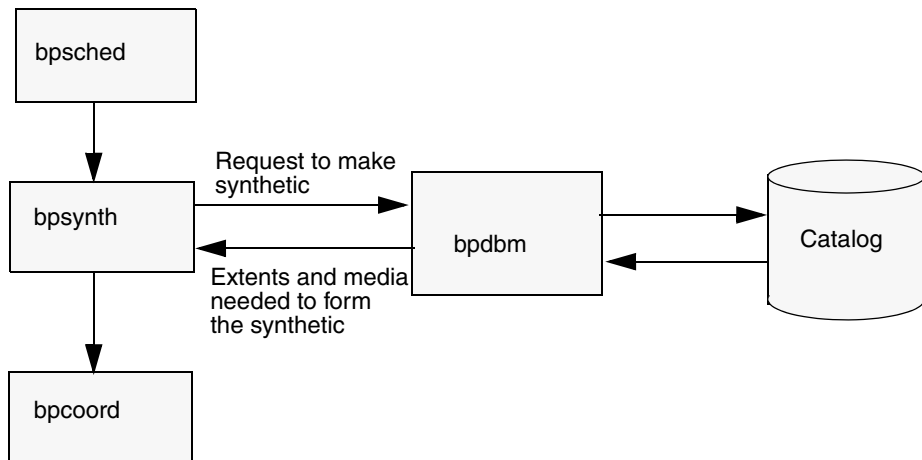 bpsched
Request to make
synthetic
bpsynth
bpdbm
Catalog
Extents and media
needed to form
the synthetic
bpcoord